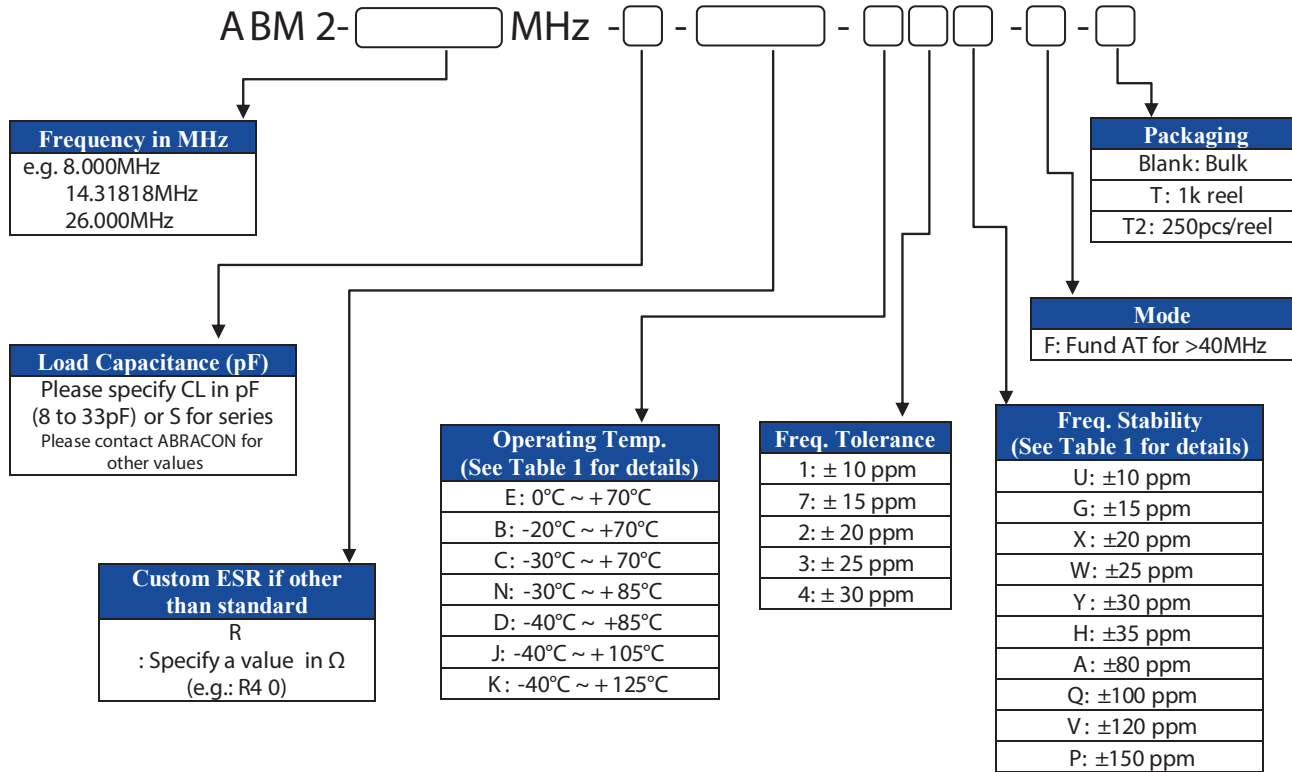 ABM 2- MHz - - - - -
Frequency in MHz
e.g. 8.000MHz
14.31818MHz
26.000MHz
Packaging
Blank: Bulk
T: 1k reel
T2: 250pcs/reel
Mode
F: Fund AT for >40MHz
Load Capacitance (pF)
Please specify CL in pF
(8 to 33pF) or S for series
Please contact ABRACON for
other values
Custom ESR if other
than standard
R
: Specify a value in Ω
(e.g.: R4 0)
Operating Temp.
(See Table 1 for details)
E: 0°C ~ +70°C
B: -20°C ~ +70°C
C: -30°C ~ +70°C
N: -30°C ~ +85°C
D: -40°C ~ +85°C
J: -40°C ~ +105°C
K: -40°C ~ +125°C
Freq. Tolerance
1: ± 10 ppm
7: ± 15 ppm
2: ± 20 ppm
3: ± 25 ppm
4: ± 30 ppm
Freq. Stability
(See Table 1 for details)
U: ±10 ppm
G: ±15 ppm
X: ±20 ppm
W: ±25 ppm
Y: ±30 ppm
H: ±35 ppm
A: ±80 ppm
Q: ±100 ppm
V: ±120 ppm
P: ±150 ppm